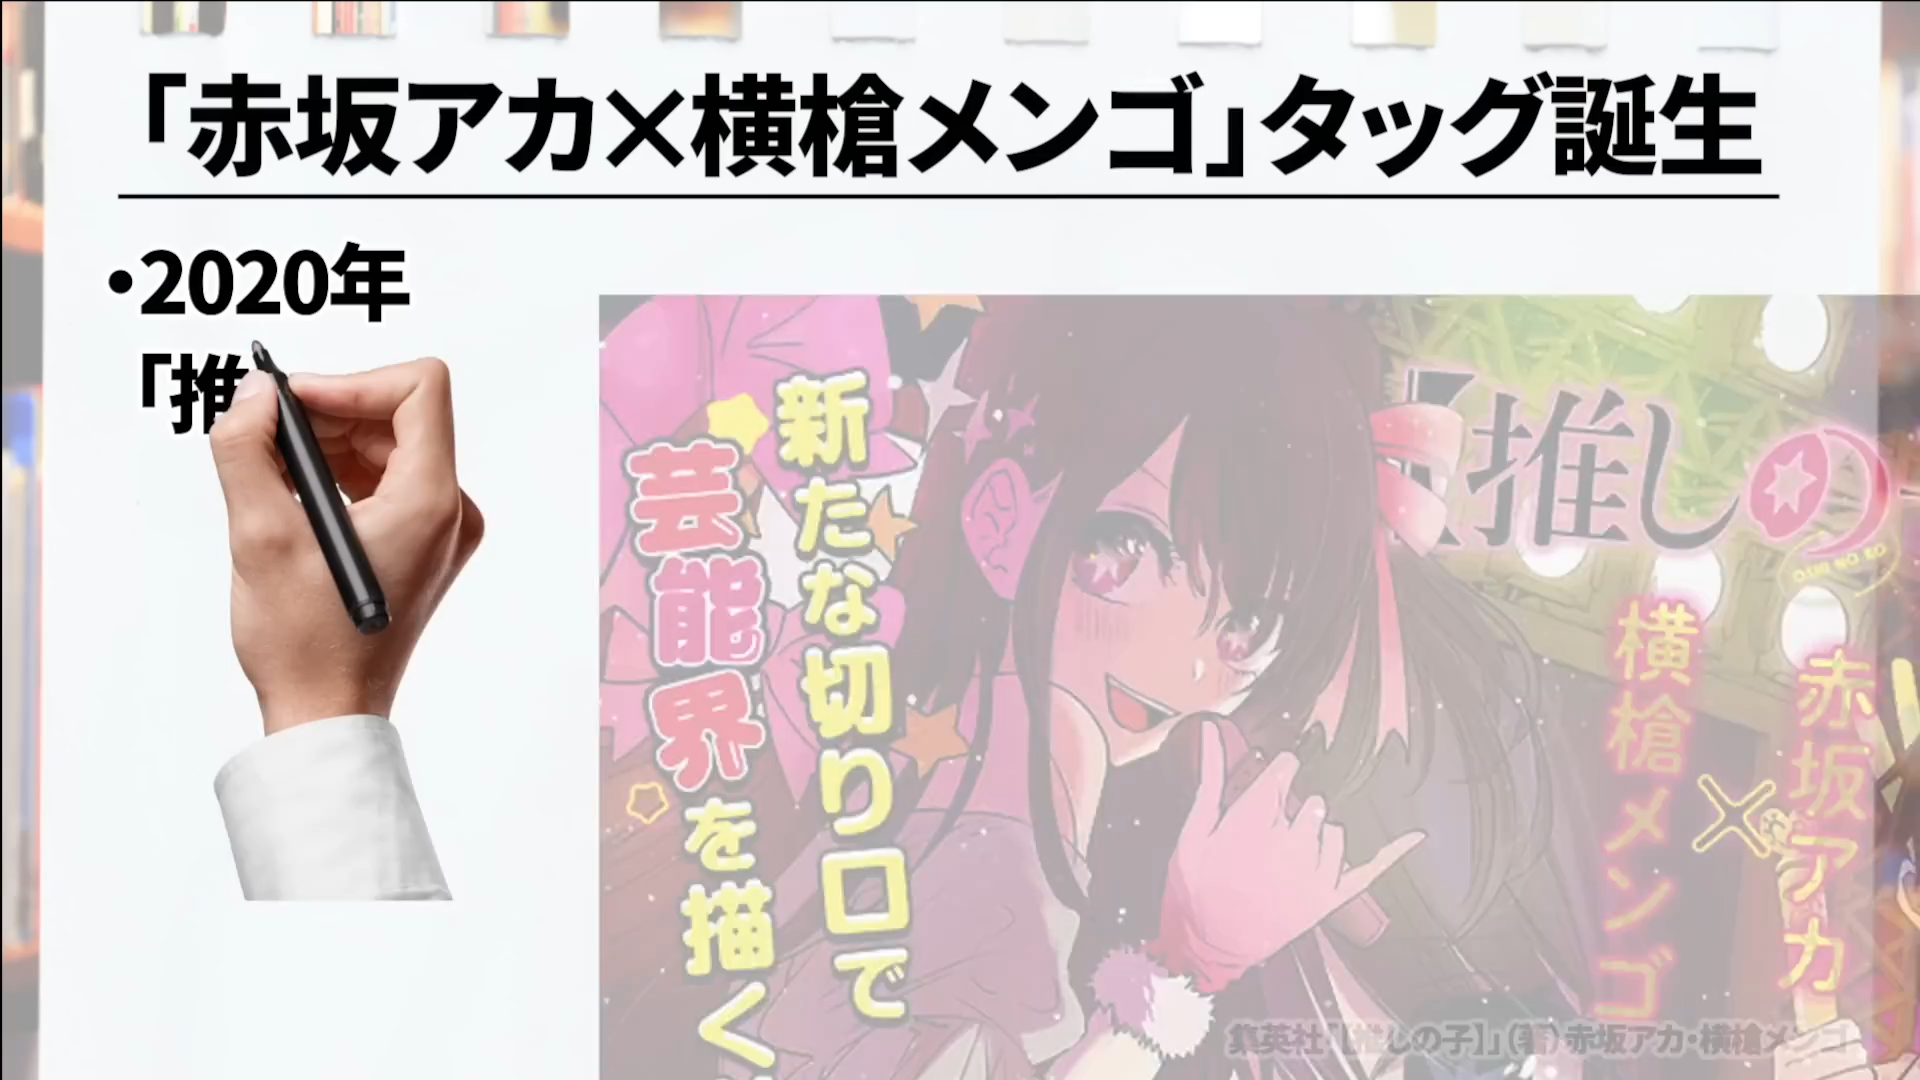 「赤坂アカ×横槍メンゴ」タッグ誕生
・2020年
「推
新たな切り口で
芸能界を描く
【推しの
OSHI NO KO
赤坂アカ
×
横槍メンゴ
集英社「【推しの子】」(著)赤坂アカ・横槍メンゴ